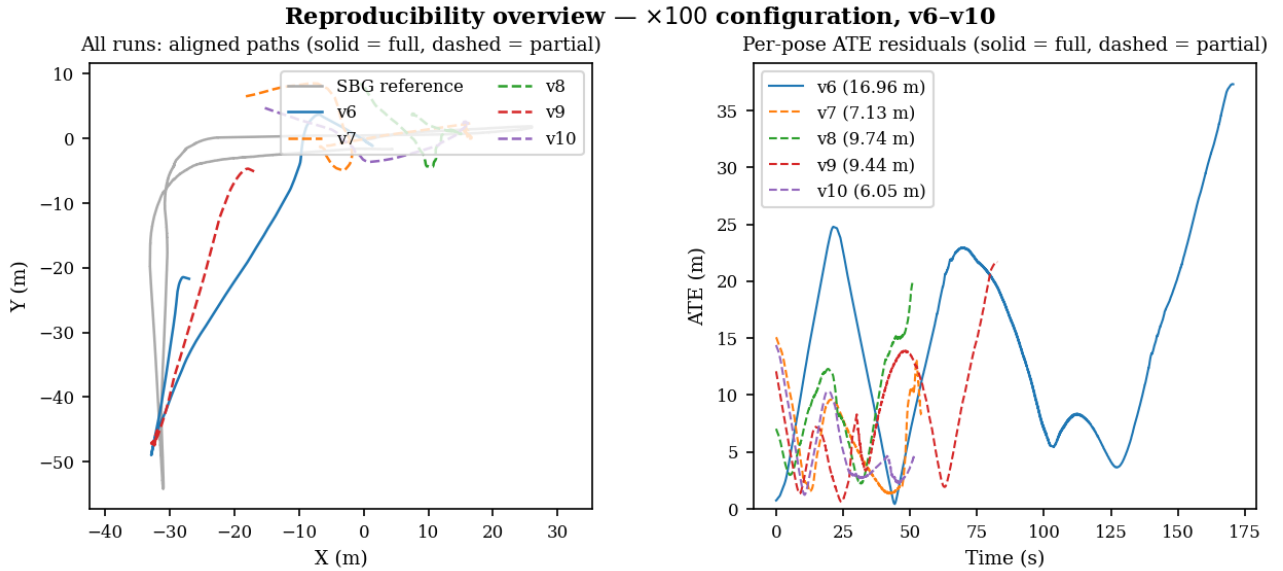 Reproducibility overview — ×100 configuration, v6–v10
All runs: aligned paths (solid = full, dashed = partial)
SBG reference
v6
v7
v8
v9
v10
10
0
−10
−20
−30
−40
−50
Y (m)
−40
−30
−20
−10
0
10
20
30
X (m)
Per-pose ATE residuals (solid = full, dashed = partial)
v6 (16.96 m)
v7 (7.13 m)
v8 (9.74 m)
v9 (9.44 m)
v10 (6.05 m)
35
30
25
20
15
10
5
0
ATE (m)
0
25
50
75
100
125
150
175
Time (s)